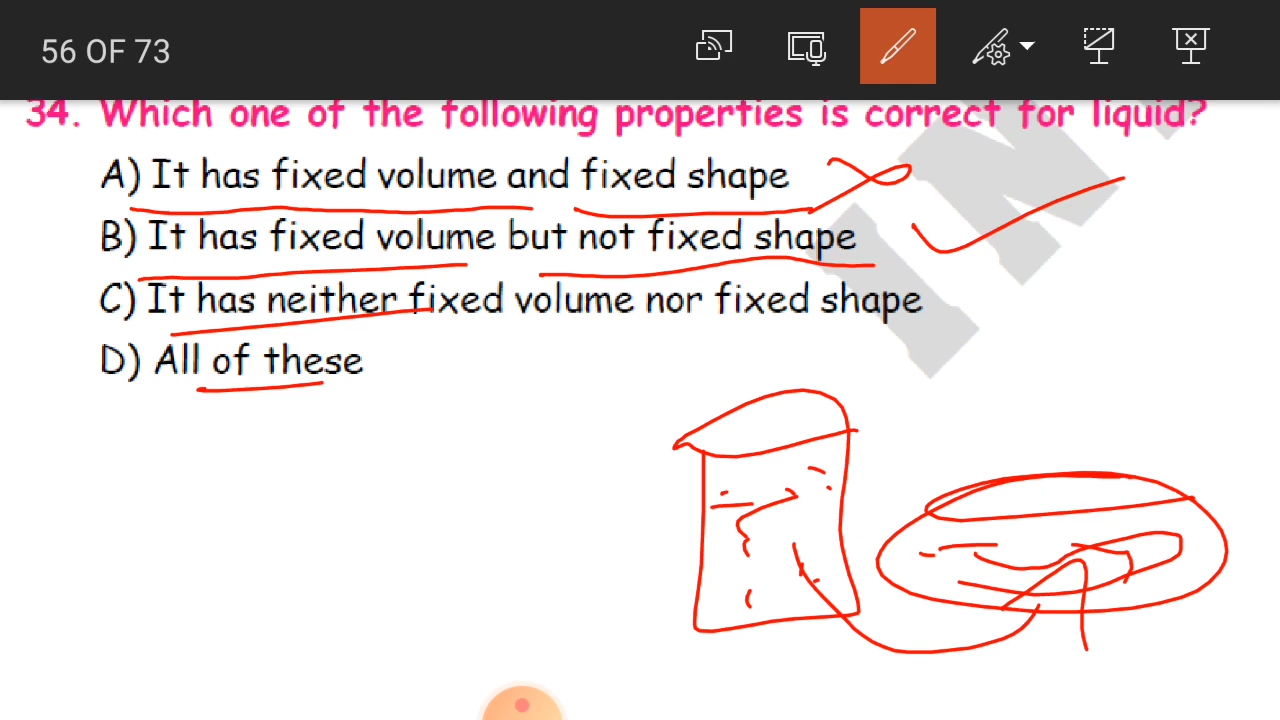 56 OF 73
34. Which one of the following properties is correct for liquid?
A) It has fixed volume and fixed shape
B) It has fixed volume but not fixed shape
C) It has neither fixed volume nor fixed shape
D) All of these